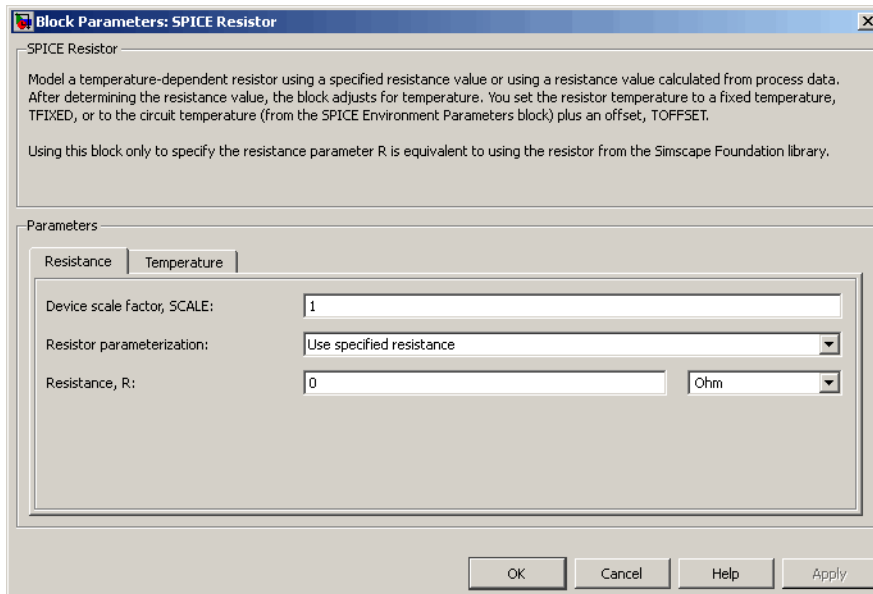 Block Parameters: SPICE Resistor
SPICE Resistor
Model a temperature-dependent resistor using a specified resistance value or using a resistance value calculated from process data.
After determining the resistance value, the block adjusts for temperature. You set the resistor temperature to a fixed temperature,
TFIXED, or to the circuit temperature (from the SPICE Environment Parameters block) plus an offset, TOFFSET.
Using this block only to specify the resistance parameter R is equivalent to using the resistor from the Simscape Foundation library.
Parameters
Resistance Temperature
Device scale factor, SCALE: 1
Resistor parameterization: Use specified resistance
Resistance, R: 0 Ohm
OK Cancel Help Apply